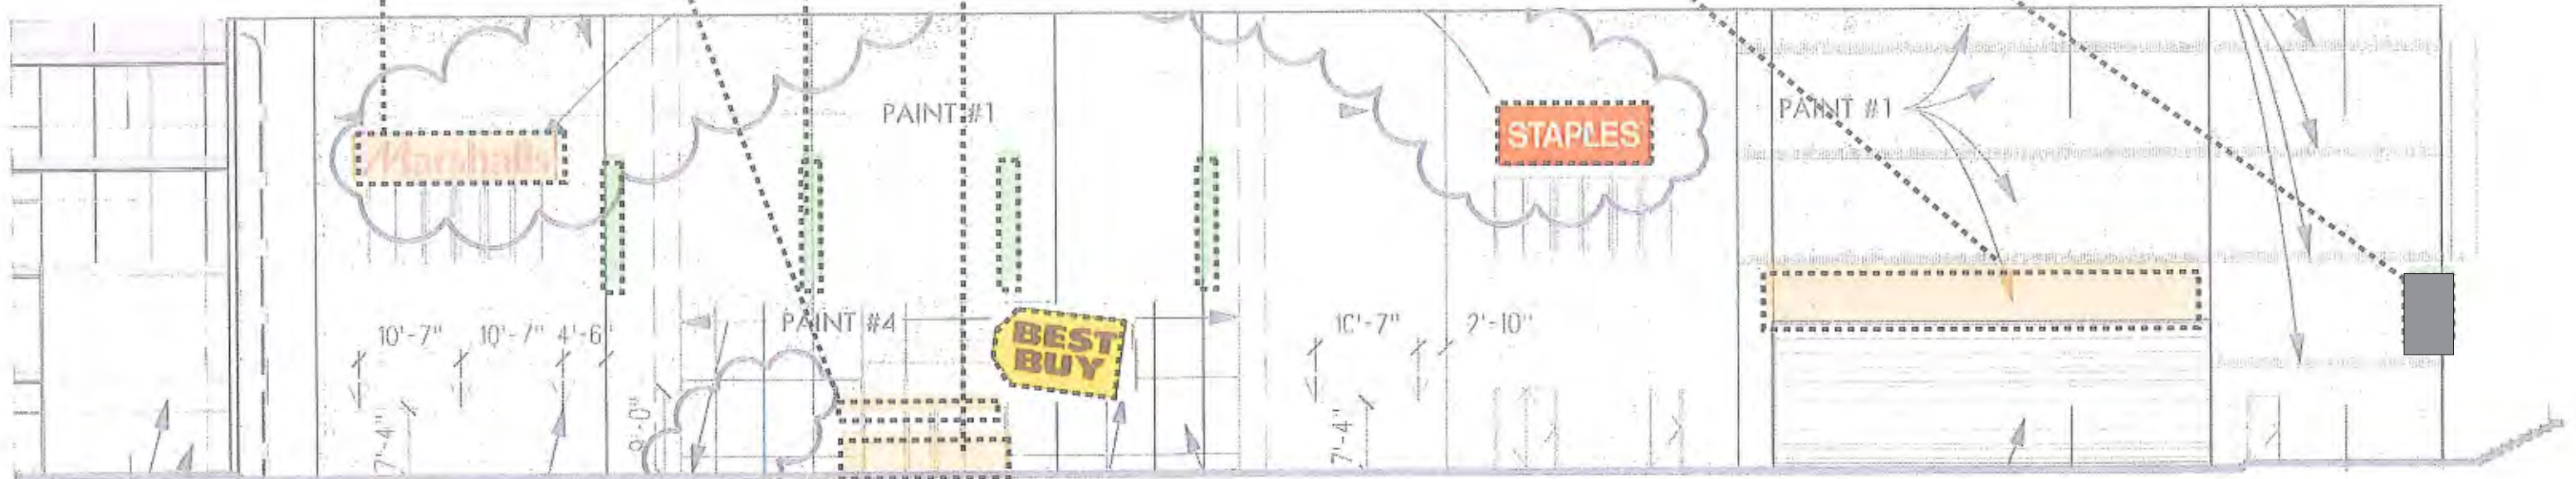 PAINT #1
Marshalls
STAPLES
PAINT #1
PAINT #4
BEST
BUY
10'-7"
10'-7"
4'-6"
10'-7"
2'-10"
7'-4"
9'-0"
7'-4"